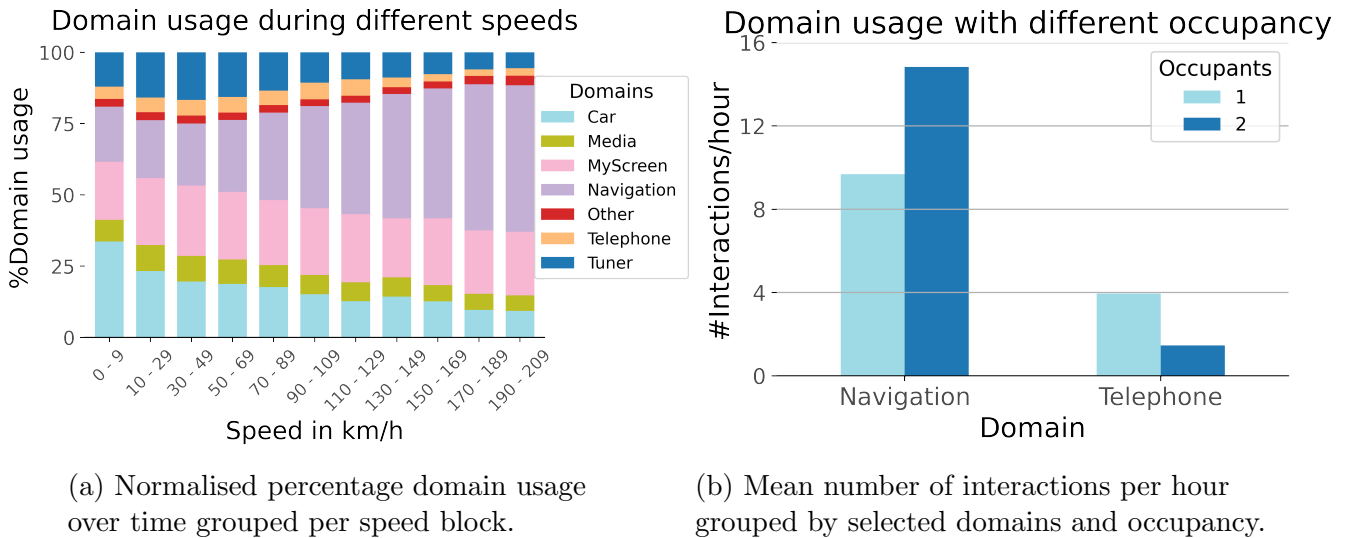 Domain usage during different speeds
%Domain usage
100
75
50
25
0
0 - 9
10 - 29
30 - 49
50 - 69
70 - 89
90 - 109
110 - 129
130 - 149
150 - 169
170 - 189
190 - 209
Speed in km/h
Domains
Car
Media
MyScreen
Navigation
Other
Telephone
Tuner
(a) Normalised percentage domain usage
over time grouped per speed block.
Domain usage with different occupancy
#Interactions/hour
16
12
8
4
0
Occupants
1
2
Navigation
Telephone
Domain
(b) Mean number of interactions per hour
grouped by selected domains and occupancy.